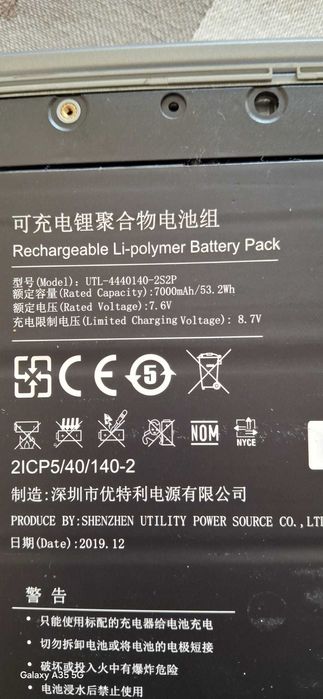 可充电锂聚合物电池组
Rechargeable Li-polymer Battery Pack
型号(Model): UTL-4440140-2S2P
额定容量(Rated Capacity):7000mAh/53.2Wh
额定电压(Rated Voltage):7.6V
充电限制电压(Limited Charging Voltage): 8.7V
5
NOM
NYCE
2ICP5/40/140-2
制造:深圳市优特利电源有限公司
PRODUCE BY:SHENZHEN UTILITY POWER SOURCE CO.,LT
日期(Date):2019.12
警告
• 只能使用标配的充电器给电池充电
• 切勿拆卸电池或将电池的电极短接
• 破坏或投入火中有爆炸危险
• 电池浸水后禁止使用
Galaxy A35 5G